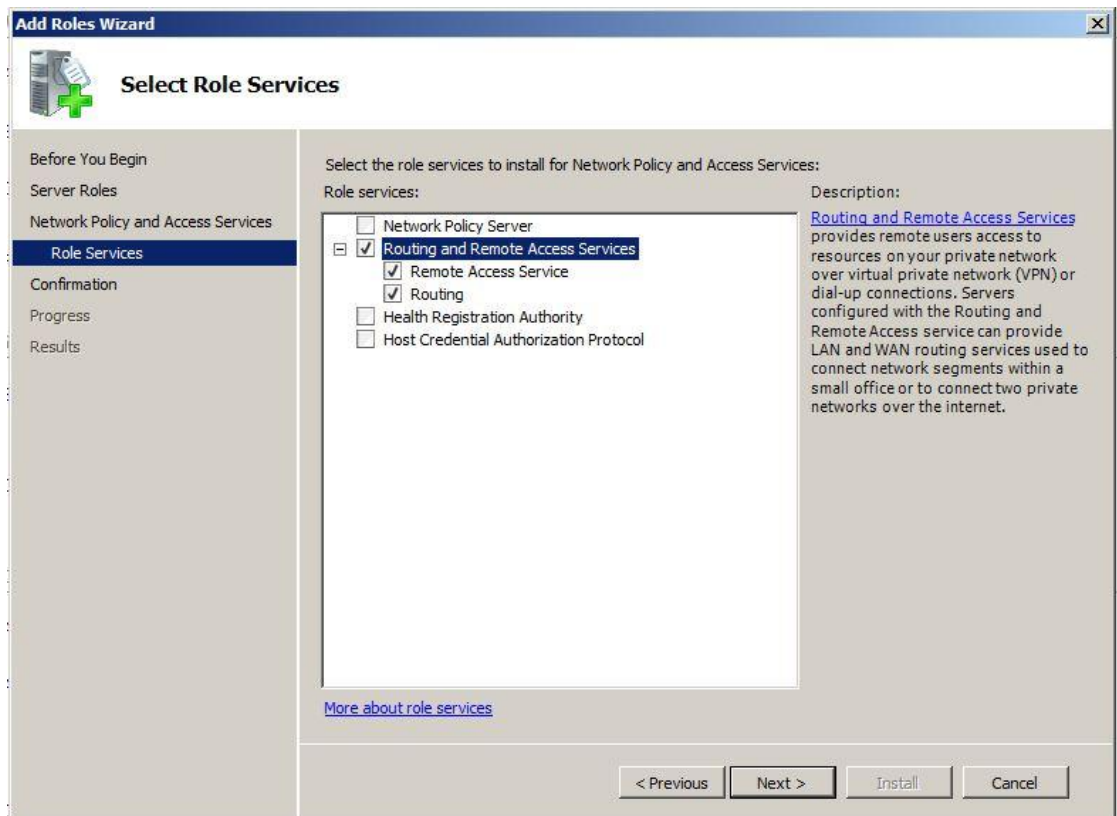 Add Roles Wizard
Select Role Services
Before You Begin
Server Roles
Network Policy and Access Services
Role Services
Confirmation
Progress
Results
Select the role services to install for Network Policy and Access Services:
Role services:
Network Policy Server
Routing and Remote Access Services
Remote Access Service
Routing
Health Registration Authority
Host Credential Authorization Protocol
More about role services
Description:
Routing and Remote Access Services
provides remote users access to
resources on your private network
over virtual private network (VPN) or
dial-up connections. Servers
configured with the Routing and
Remote Access service can provide
LAN and WAN routing services used to
connect network segments within a
small office or to connect two private
networks over the internet.
< Previous
Next >
Install
Cancel